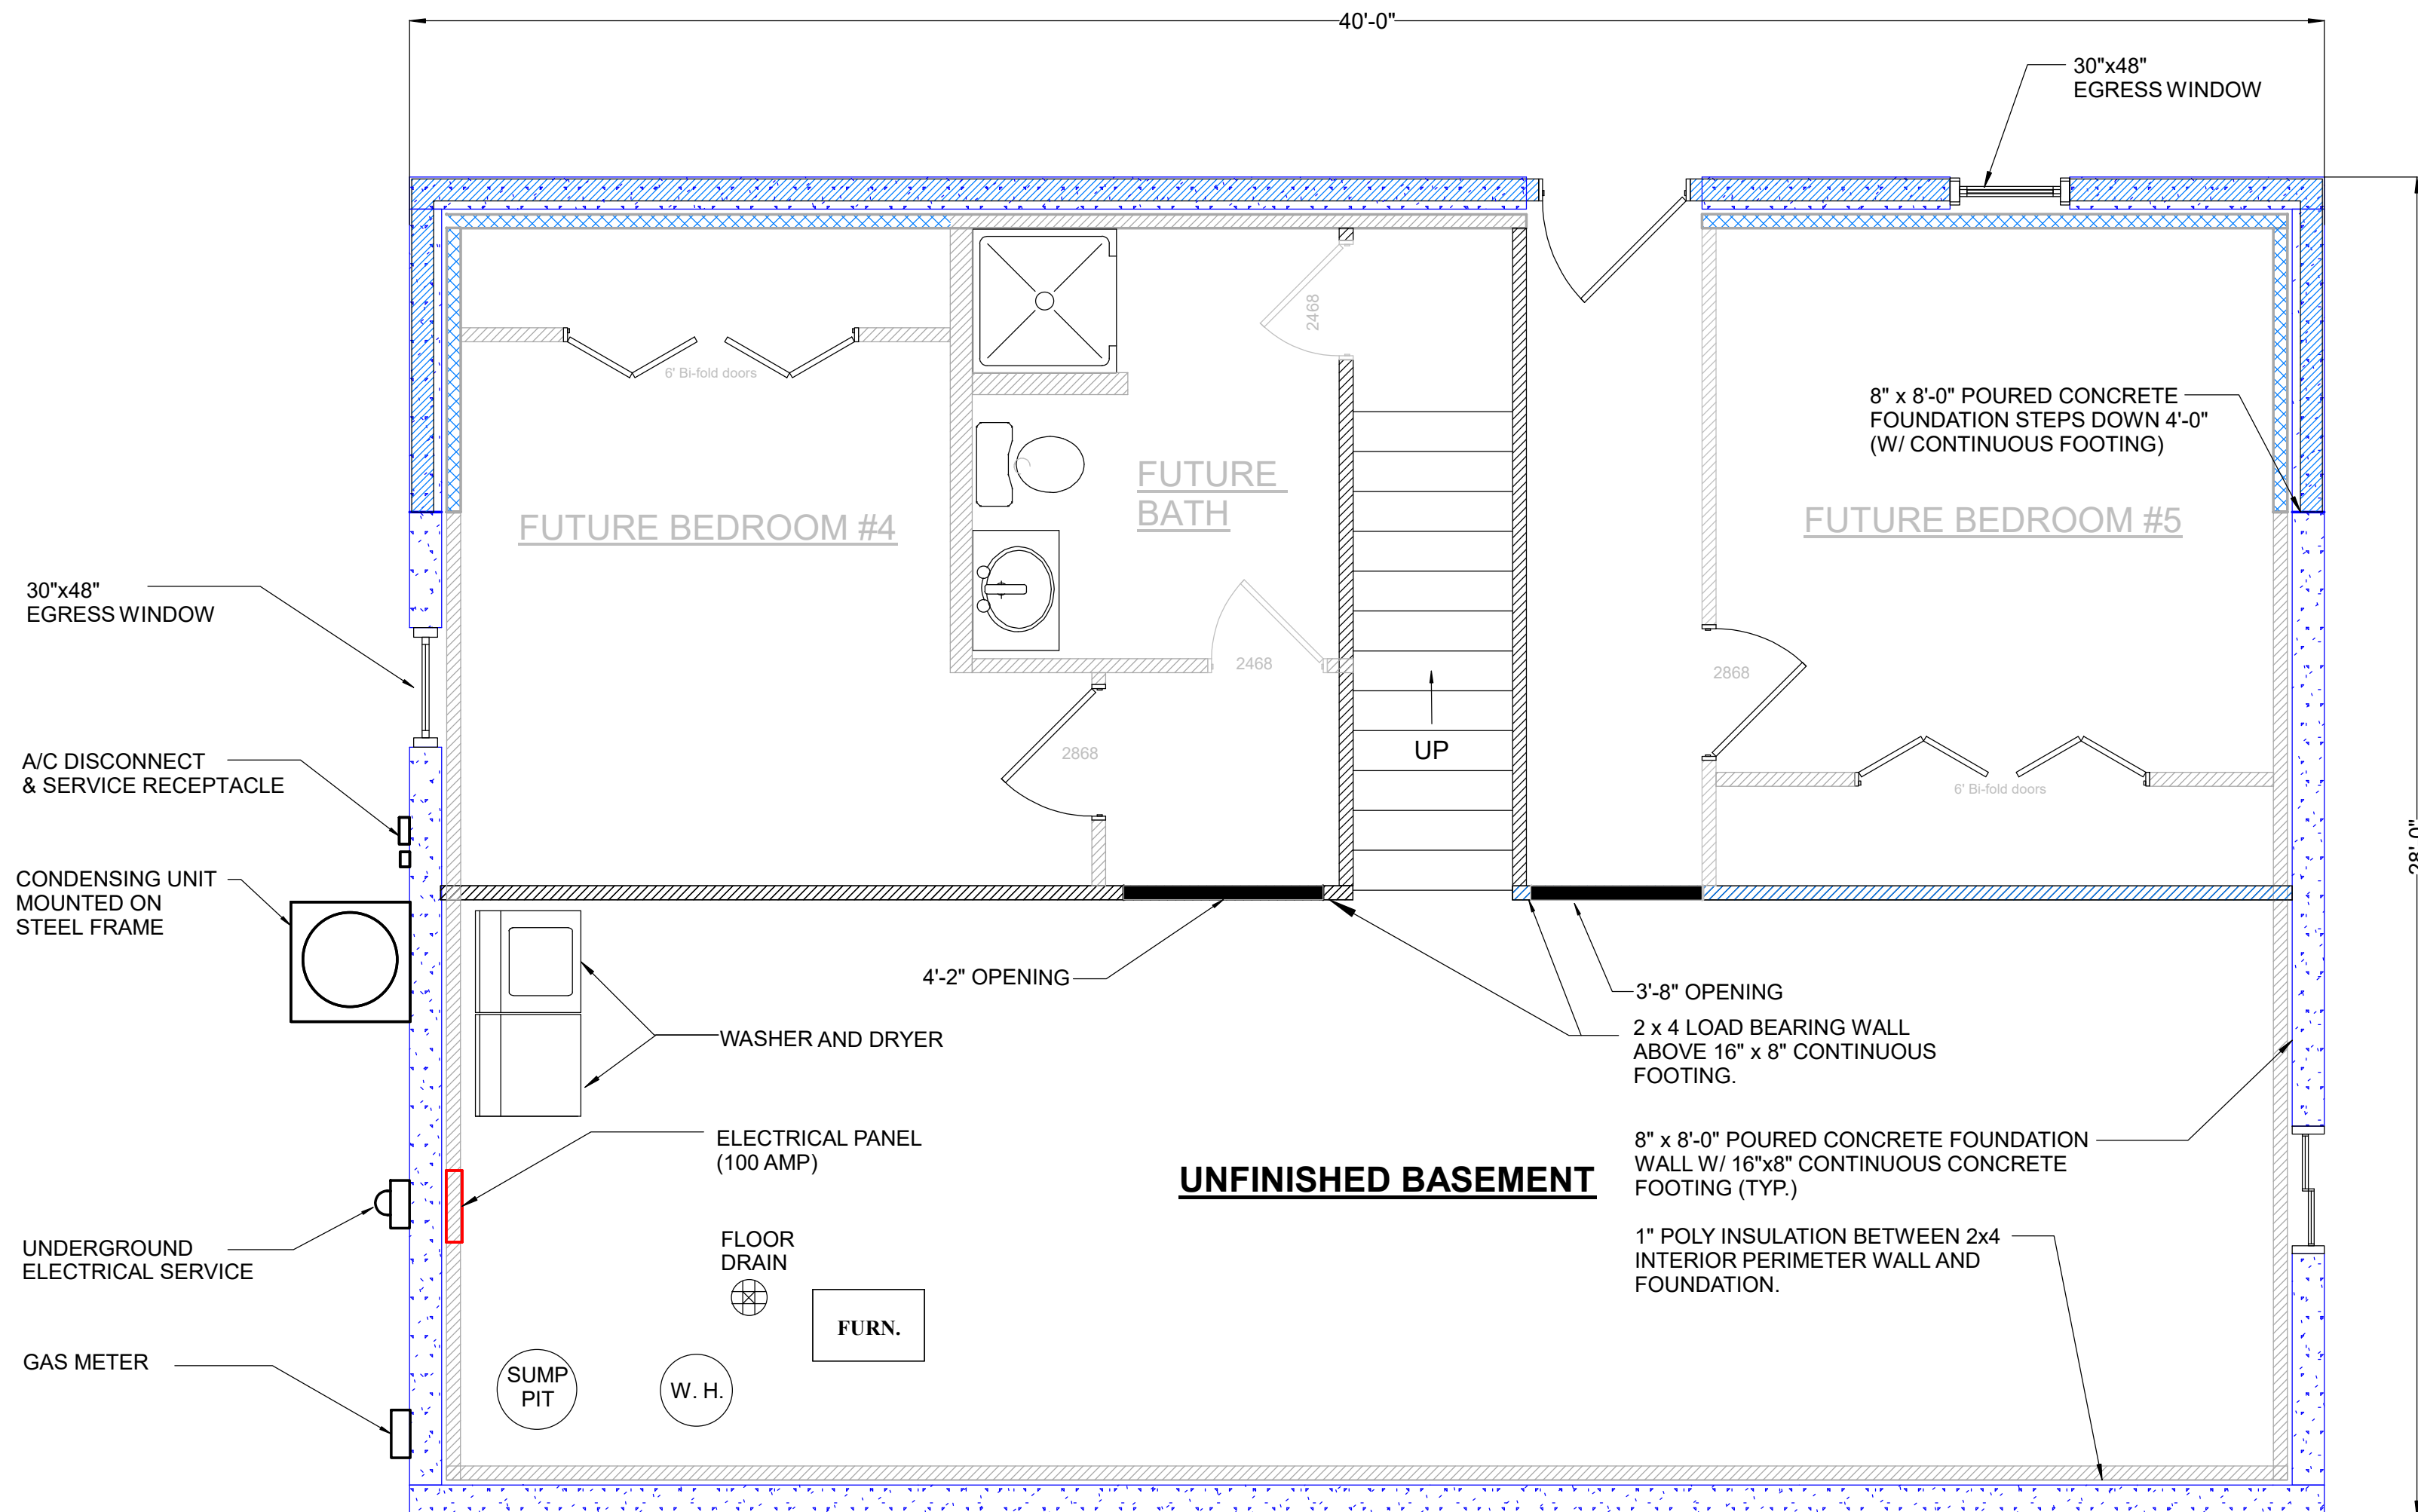 40'-0"
30"x48"
EGRESS WINDOW
2468
6' Bi-fold doors
8" x 8'-0" POURED CONCRETE
FOUNDATION STEPS DOWN 4'-0"
(W/ CONTINUOUS FOOTING)
FUTURE
BATH
FUTURE BEDROOM #4
FUTURE BEDROOM #5
30"x48"
EGRESS WINDOW
2468
2868
2868
UP
A/C DISCONNECT
& SERVICE RECEPTACLE
6' Bi-fold doors
28'-0"
CONDENSING UNIT
MOUNTED ON
STEEL FRAME
4'-2" OPENING
3'-8" OPENING
2 x 4 LOAD BEARING WALL
ABOVE 16" x 8" CONTINUOUS
FOOTING.
WASHER AND DRYER
ELECTRICAL PANEL
(100 AMP)
UNFINISHED BASEMENT
8" x 8'-0" POURED CONCRETE FOUNDATION
WALL W/ 16"x8" CONTINUOUS CONCRETE
FOOTING (TYP.)
UNDERGROUND
ELECTRICAL SERVICE
FLOOR
DRAIN
1" POLY INSULATION BETWEEN 2x4
INTERIOR PERIMETER WALL AND
FOUNDATION.
FURN.
GAS METER
SUMP
PIT
W. H.